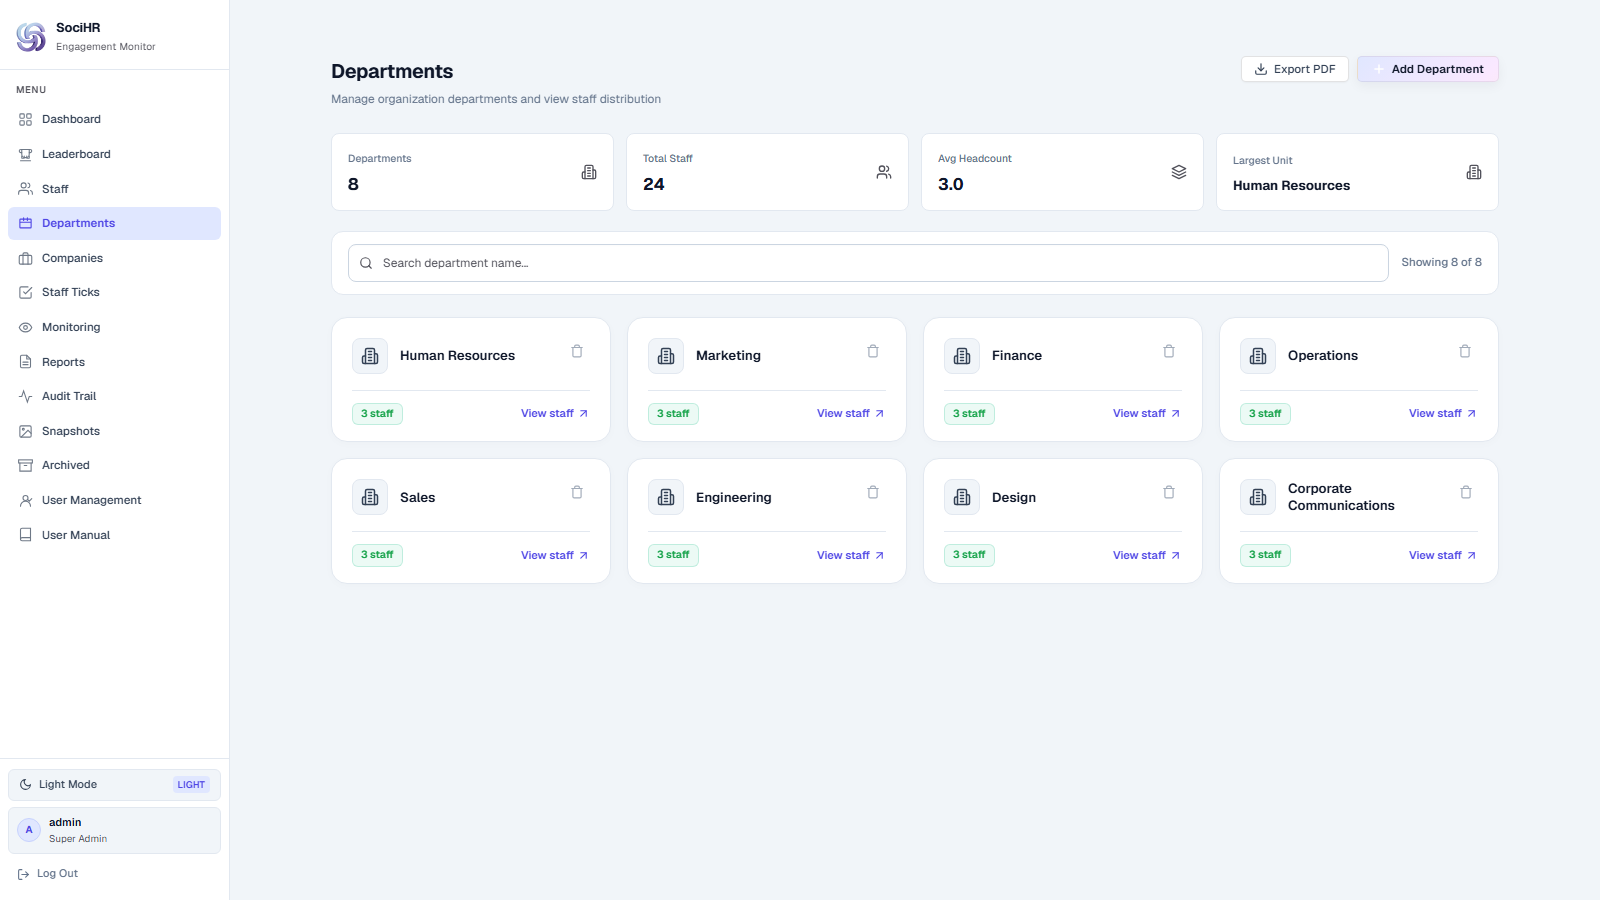 SociHR
Engagement Monitor
MENU
Dashboard
Leaderboard
Staff
Departments
Companies
Staff Ticks
Monitoring
Reports
Audit Trail
Snapshots
Archived
User Management
User Manual
Light Mode
LIGHT
A
admin
Super Admin
Log Out
Departments
Manage organization departments and view staff distribution
Export PDF
Add Department
Departments
8
Total Staff
24
Avg Headcount
3.0
Largest Unit
Human Resources
Search department name...
Showing 8 of 8
Human Resources
3 staff
View staff
Marketing
3 staff
View staff
Finance
3 staff
View staff
Operations
3 staff
View staff
Sales
3 staff
View staff
Engineering
3 staff
View staff
Design
3 staff
View staff
Corporate
Communications
3 staff
View staff